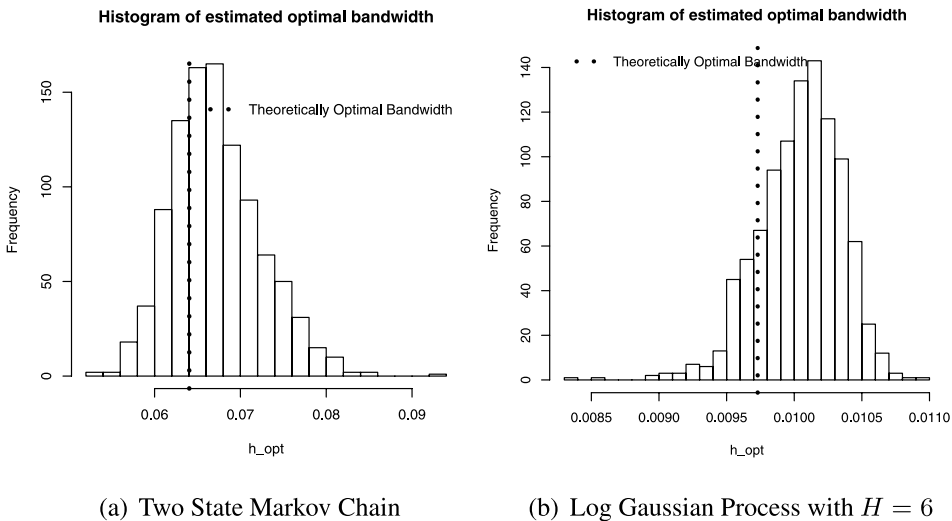 Histogram of estimated optimal bandwidth
Frequency
150
100
50
0
Theoretically Optimal Bandwidth
0.06 0.07 0.08 0.09
h_opt
(a) Two State Markov Chain
Histogram of estimated optimal bandwidth
Frequency
140
120
100
80
60
40
20
0
Theoretically Optimal Bandwidth
0.0085 0.0090 0.0095 0.0100 0.0105 0.0110
h_opt
(b) Log Gaussian Process with H = 6